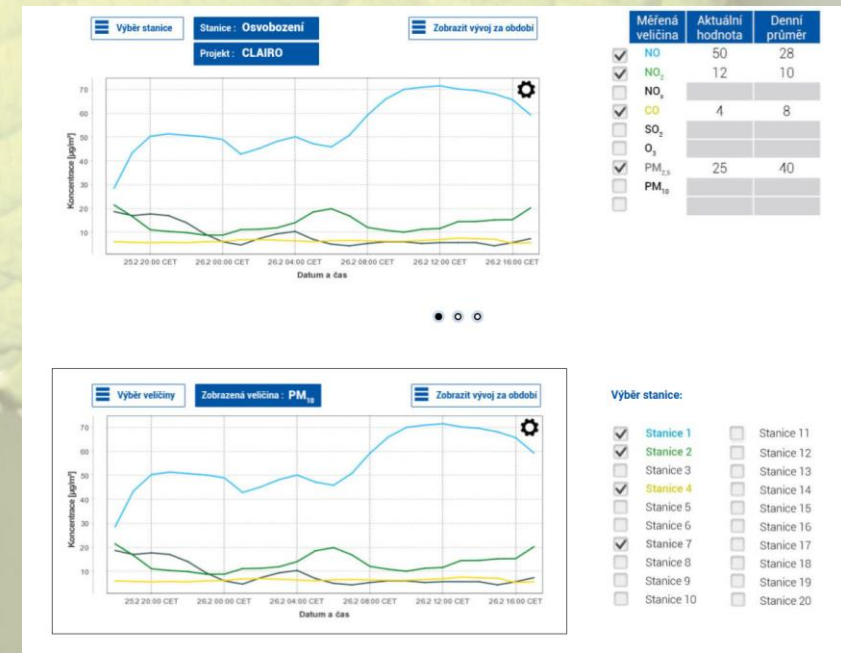 Výběr stanice
Stanice : Osvobození
Zobrazit vývoj za období
Projekt : CLAIRO
70
60
50
40
30
20
10
Koncentrace [µg/m³]
25.2 20:00 CET 26.2 00:00 CET 26.2 04:00 CET 26.2 08:00 CET 26.2 12:00 CET 26.2 16:00 CET
Datum a čas
Měřená veličina Aktuální hodnota Denní průměr
NO 50 28
NO₂ 12 10
NOₓ
CO 4 8
SO₂
O₃
PM₂,₅ 25 40
PM₁₀
Výběr veličiny
Zobrazená veličina : PM₁₀
Zobrazit vývoj za období
70
60
50
40
30
20
10
Koncentrace [µg/m³]
25.2 20:00 CET 26.2 00:00 CET 26.2 04:00 CET 26.2 08:00 CET 26.2 12:00 CET 26.2 16:00 CET
Datum a čas
Výběr stanice:
Stanice 1 Stanice 11
Stanice 2 Stanice 12
Stanice 3 Stanice 13
Stanice 4 Stanice 14
Stanice 5 Stanice 15
Stanice 6 Stanice 16
Stanice 7 Stanice 17
Stanice 8 Stanice 18
Stanice 9 Stanice 19
Stanice 10 Stanice 20